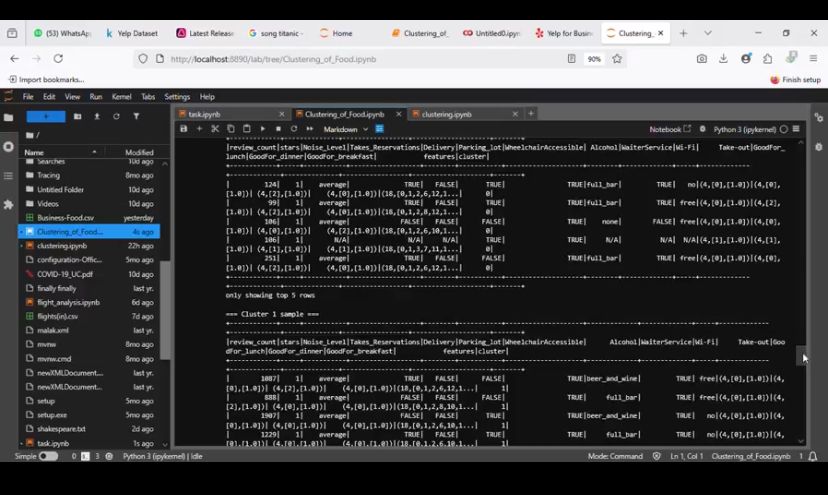 (53) WhatsApp
Yelp Dataset
Latest Release
song titanic -
Home
Clustering_of_
Untitled0.ipyn
Yelp for Busin
Clustering_
http://localhost:8890/lab/tree/Clustering_of_Food.ipynb
90%
Import bookmarks...
Finish setup
File Edit View Run Kernel Tabs Settings Help
task.ipynb
Clustering_of_Food.ipynb
clustering.ipynb
Markdown
Notebook
Python 3 (ipykernel)
/
Name Modified
Searches 10d ago
Tracing 8mo ago
Untitled Folder 10d ago
Videos 10d ago
Business-Food.csv yesterday
Clustering_of_Food.... 4s ago
clustering.ipynb 22h ago
configuration-Offic... 5mo ago
COVID-19_UC.pdf 10d ago
finally finally last yr.
flight_analysis.ipynb 6d ago
flights(in).csv 7d ago
malak.xml last yr.
mvnw last yr.
mvnw.cmd last yr.
newXMLDocument... last yr.
newXMLDocument... last yr.
setup 5mo ago
setup.exe 5mo ago
shakespeare.txt 2d ago
task.ipynb 1s ago
|review_count|stars|Noise_Level|Takes_Reservations|Delivery|Parking_lot|WheelchairAccessible| Alcohol|WaiterService|Wi-Fi| Take-out|GoodFor_
lunch|GoodFor_dinner|GoodFor_breakfast| features|cluster|
| 124| 1| average| TRUE| FALSE| TRUE| TRUE|full_bar| TRUE| no|(4,[0],[1.0])|(4,[0],
[1.0])| (4,[2],[1.0])| (4,[0],[1.0])|(18,[0,1,2,6,12,1...| 0|
| 99| 1| average| TRUE| FALSE| TRUE| TRUE|full_bar| TRUE| free|(4,[0],[1.0])|(4,[2],
[1.0])| (4,[2],[1.0])| (4,[0],[1.0])|(18,[0,1,2,8,12,1...| 0|
| 106| 1| average| FALSE| FALSE| TRUE| TRUE| none| FALSE| free|(4,[0],[1.0])|(4,[0],
[1.0])| (4,[0],[1.0])| (4,[0],[1.0])|(18,[0,1,2,6,10,1...| 0|
| 106| 1| N/A| N/A| N/A| N/A| TRUE| N/A| N/A| N/A|(4,[1],[1.0])|(4,[1],
[1.0])| (4,[1],[1.0])| (4,[1],[1.0])|(18,[0,1,3,7,11,1...| 0|
| 251| 1| average| TRUE| FALSE| TRUE| TRUE|full_bar| TRUE| free|(4,[0],[1.0])|(4,[0],
[1.0])| (4,[2],[1.0])| (4,[0],[1.0])|(18,[0,1,2,6,12,1...| 0|
only showing top 5 rows
=== Cluster 1 sample ===
|review_count|stars|Noise_Level|Takes_Reservations|Delivery|Parking_lot|WheelchairAccessible| Alcohol|WaiterService|Wi-Fi| Take-out|Goo
dFor_lunch|GoodFor_dinner|GoodFor_breakfast| features|cluster|
| 1087| 1| average| TRUE| FALSE| FALSE| TRUE|beer_and_wine| TRUE| free|(4,[0],[1.0])|(4,
[0],[1.0])| (4,[2],[1.0])| (4,[0],[1.0])|(18,[0,1,2,6,12,1...| 1|
| 888| 1| average| FALSE| FALSE| FALSE| TRUE| full_bar| TRUE| free|(4,[0],[1.0])|(4,
[2],[1.0])| (4,[0],[1.0])| (4,[0],[1.0])|(18,[0,1,2,8,10,1...| 1|
| 1907| 1| average| TRUE| FALSE| TRUE| TRUE|beer_and_wine| TRUE| no|(4,[0],[1.0])|(4,
[0],[1.0])| (4,[0],[1.0])| (4,[0],[1.0])|(18,[0,1,2,6,10,1...| 1|
| 1229| 1| average| TRUE| FALSE| TRUE| TRUE| full_bar| TRUE| no|(4,[0],[1.0])|(4,
[0],[1.0])| (4,[0],[1.0])| (4,[0],[1.0])|(18,[0,1,2,6,10,1...| 1|
Simple 0 3 Python 3 (ipykernel) | Idle
Mode: Command Ln 1, Col 1 Clustering_of_Food.ipynb 1